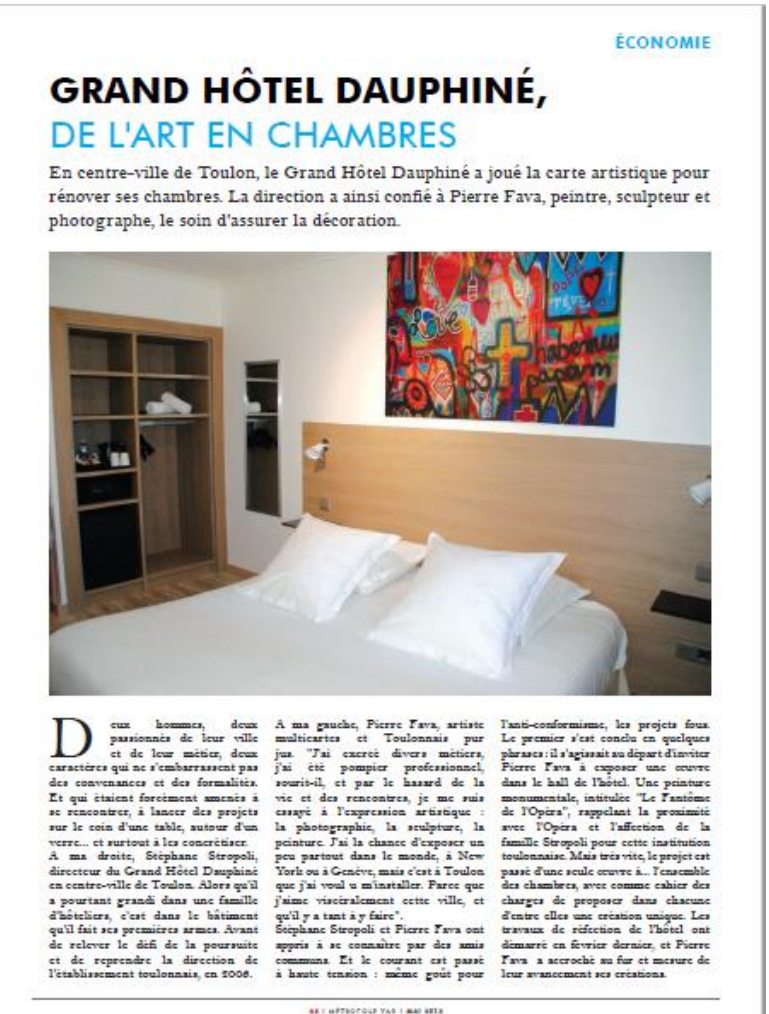 ÉCONOMIE
GRAND HÔTEL DAUPHINÉ,
DE L'ART EN CHAMBRES
En centre-ville de Toulon, le Grand Hôtel Dauphiné a joué la carte artistique pour
rénover ses chambres. La direction a ainsi confié à Pierre Fava, peintre, sculpteur et
photographe, le soin d'assurer la décoration.
Love
habemus
papam
Deux hommes, deux
passionnés de leur ville
et de leur métier, deux
caractères qui ne s'embarrassent pas
des convenances et des formalités.
Et qui étaient forcément amenés à
se rencontrer, à lancer des projets
sur le coin d'une table, autour d'un
verre... et surtout à les concrétiser.
A ma droite, Stéphane Stropoli,
directeur du Grand Hôtel Dauphiné
en centre-ville de Toulon. Alors qu'il
a pourtant grandi dans une famille
d'hôteliers, c'est dans le bâtiment
qu'il fait ses premières armes. Avant
de relever le défi de la poursuite
et de reprendre la direction de
l'établissement toulonnais, en 2006.
A ma gauche, Pierre Fava, artiste
multicartes et Toulonnais pur
jus. "J'ai exercé divers métiers,
j'ai été pompier professionnel,
sourit-il, et par le hasard de la
vie et des rencontres, je me suis
essayé à l'expression artistique :
la photographie, la sculpture, la
peinture. J'ai la chance d'exposer un
peu partout dans le monde, à New
York ou à Genève, mais c'est à Toulon
que j'ai voul u m'installer. Parce que
j'aime viscéralement cette ville, et
qu'il y a tant à y faire".
Stéphane Stropoli et Pierre Fava ont
appris à se connaître par des amis
communs. Et le courant est passé
à haute tension : même goût pour
l'anti-conformisme, les projets fous.
Le premier s'est conclu en quelques
phrases : il s'agissait au départ d'inviter
Pierre Fava à exposer une œuvre
dans le hall de l'hôtel. Une peinture
monumentale, intitulée "Le Fantôme
de l'Opéra", rappelant la proximité
avec l'Opéra et l'affection de la
famille Stropoli pour cette institution
toulonnaise. Mais très vite, le projet est
passé d'une seule œuvre à... l'ensemble
des chambres, avec comme cahier des
charges de proposer dans chacune
d'entre elles une création unique. Les
travaux de réfection de l'hôtel ont
démarré en février dernier, et Pierre
Fava a accroché au fur et mesure de
leur avancement ses créations.
MÉTROPOLE VAR | MAI 2013